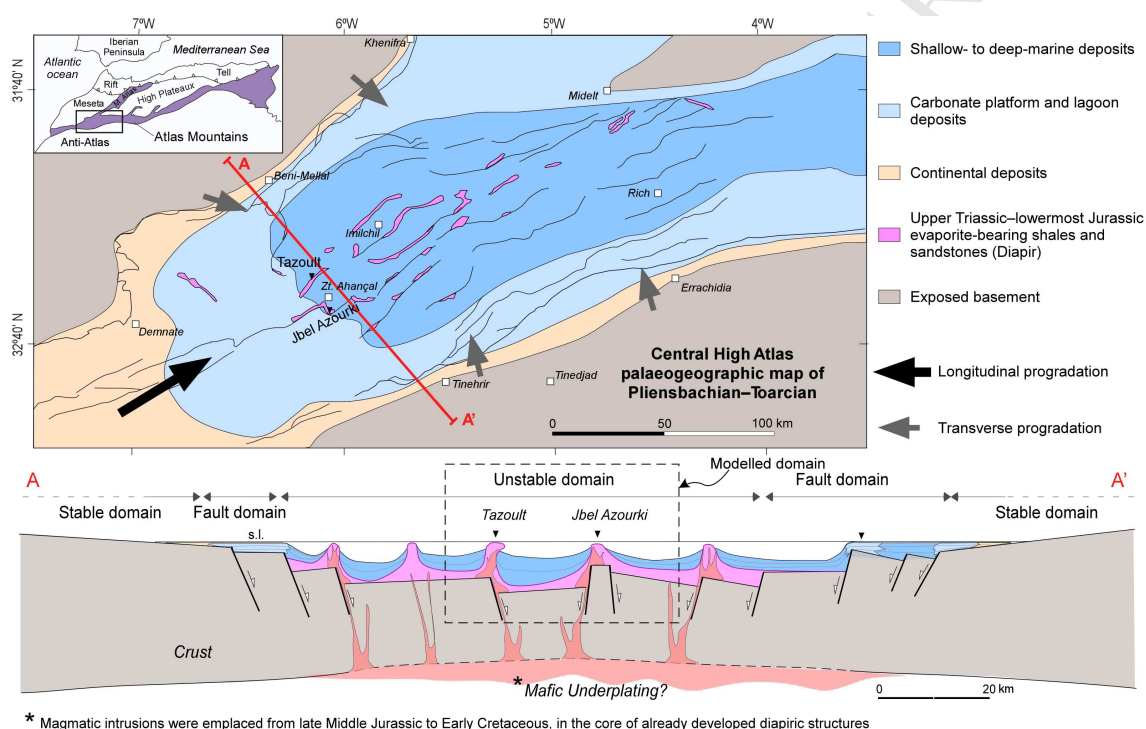 7ºW
6ºW
5ºW
4ºW
31º40' N
32º40' N
Iberian
Peninsula
Mediterranean Sea
Atlantic
ocean
Rift
Tell
M. Atlas
High Plateaux
Meseta
Atlas Mountains
Anti-Atlas
Khenifra
Midelt
A
Beni-Mellal
Rich
Imilchil
Tazoult
Zt. Ahançal
Errachidia
Jbel Azourki
Demnate
Tinehrir
Tinedjad
A'
Central High Atlas
palaeogeographic map of
Pliensbachian–Toarcian
0 50 100 km
Shallow- to deep-marine deposits
Carbonate platform and lagoon
deposits
Continental deposits
Upper Triassic–lowermost Jurassic
evaporite-bearing shales and
sandstones (Diapir)
Exposed basement
Longitudinal progradation
Transverse progradation
Modelled domain
A
A'
Stable domain
Fault domain
Unstable domain
Fault domain
Stable domain
s.l.
Tazoult
Jbel Azourki
Crust
* Mafic Underplating?
0 20 km
* Magmatic intrusions were emplaced from late Middle Jurassic to Early Cretaceous, in the core of already developed diapiric structures